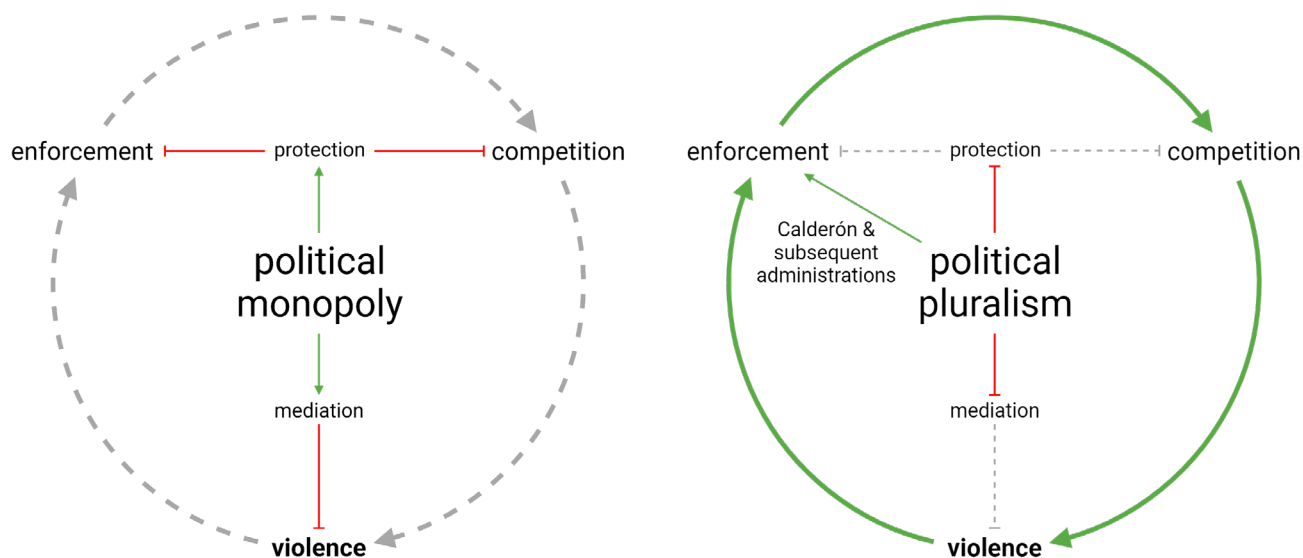 enforcement
protection
competition
political
monopoly
mediation
violence
enforcement
protection
competition
Calderón &
subsequent
administrations
political
pluralism
mediation
violence